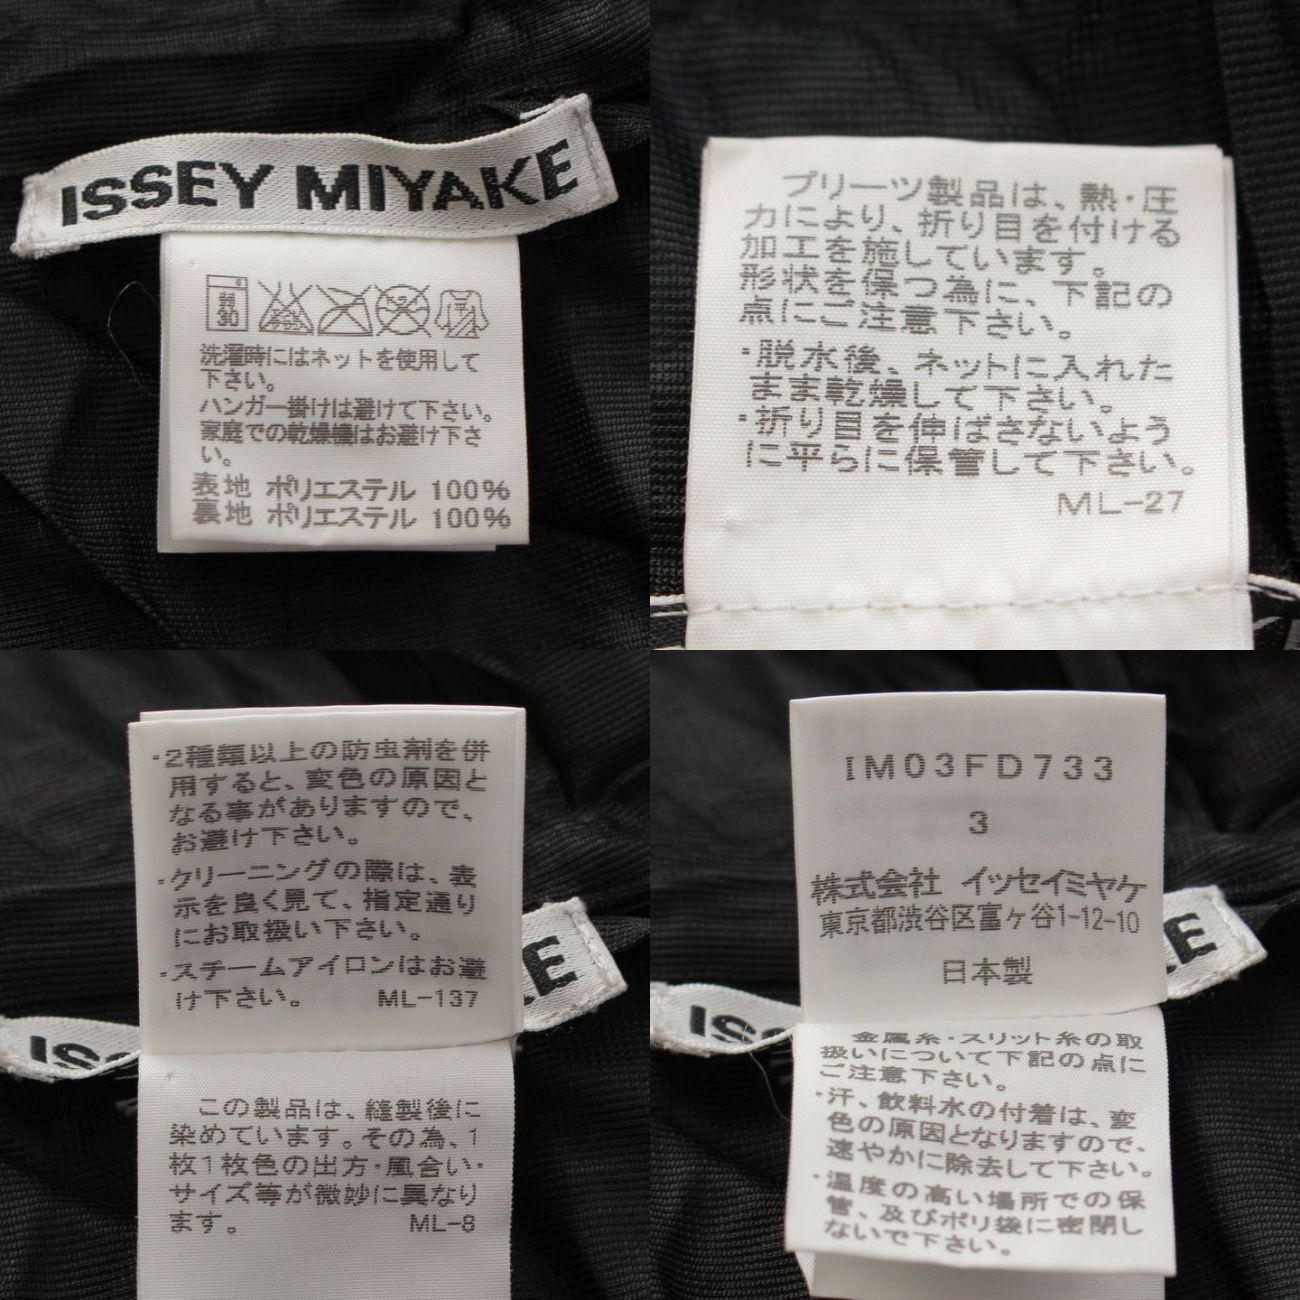 ISSEY MIYAKE
30
洗濯時にはネットを使用して
下さい。
ハンガー掛けは避けて下さい。
家庭での乾燥機はお避け下さ
い。
表地 ポリエステル 100%
裏地 ポリエステル 100%
プリーツ製品は、熱・圧
力により、折り目を付ける
加工を施しています。
形状を保つ為に、下記の
点にご注意下さい。
・脱水後、ネットに入れた
まま乾燥して下さい。
・折り目を伸ばさないよう
に平らに保管して下さい。
ML-27
・2種類以上の防虫剤を併
用すると、変色の原因と
なる事がありますので、
お避け下さい。
・クリーニングの際は、表
示を良く見て、指定通り
にお取扱い下さい。
・スチームアイロンはお避
け下さい。 ML-137
KE
ISS
この製品は、縫製後に
染めています。その為、1
枚1枚色の出方・風合い・
サイズ等が微妙に異なり
ます。 ML-8
IM03FD733
3
株式会社 イッセイミヤケ
東京都渋谷区富ヶ谷1-12-10
日本製
KE
ISS
金属糸・スリット糸の取
扱いについて下記の点に
ご注意下さい。
・汗、飲料水の付着は、変
色の原因となりますので、
速やかに除去して下さい。
・温度の高い場所での保
管、及びポリ袋に密閉し
ないで下さい。